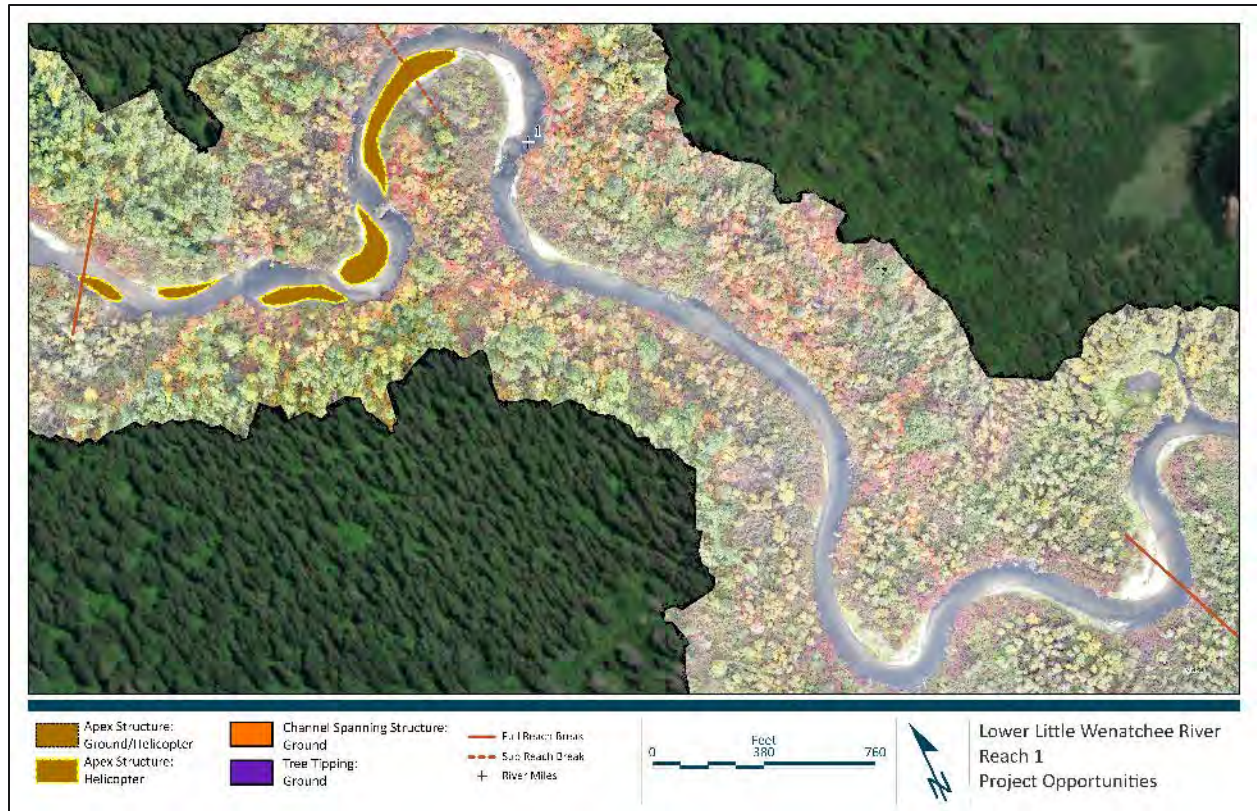 1
Apex Structure:
Ground/Helicopter
Apex Structure:
Helicopter
Channel Spanning Structure:
Ground
Tree Tipping:
Ground
Full Reach Break
Sub Reach Break
River Miles
Feet
0 380 760
N
Lower Little Wenatchee River
Reach 1
Project Opportunities